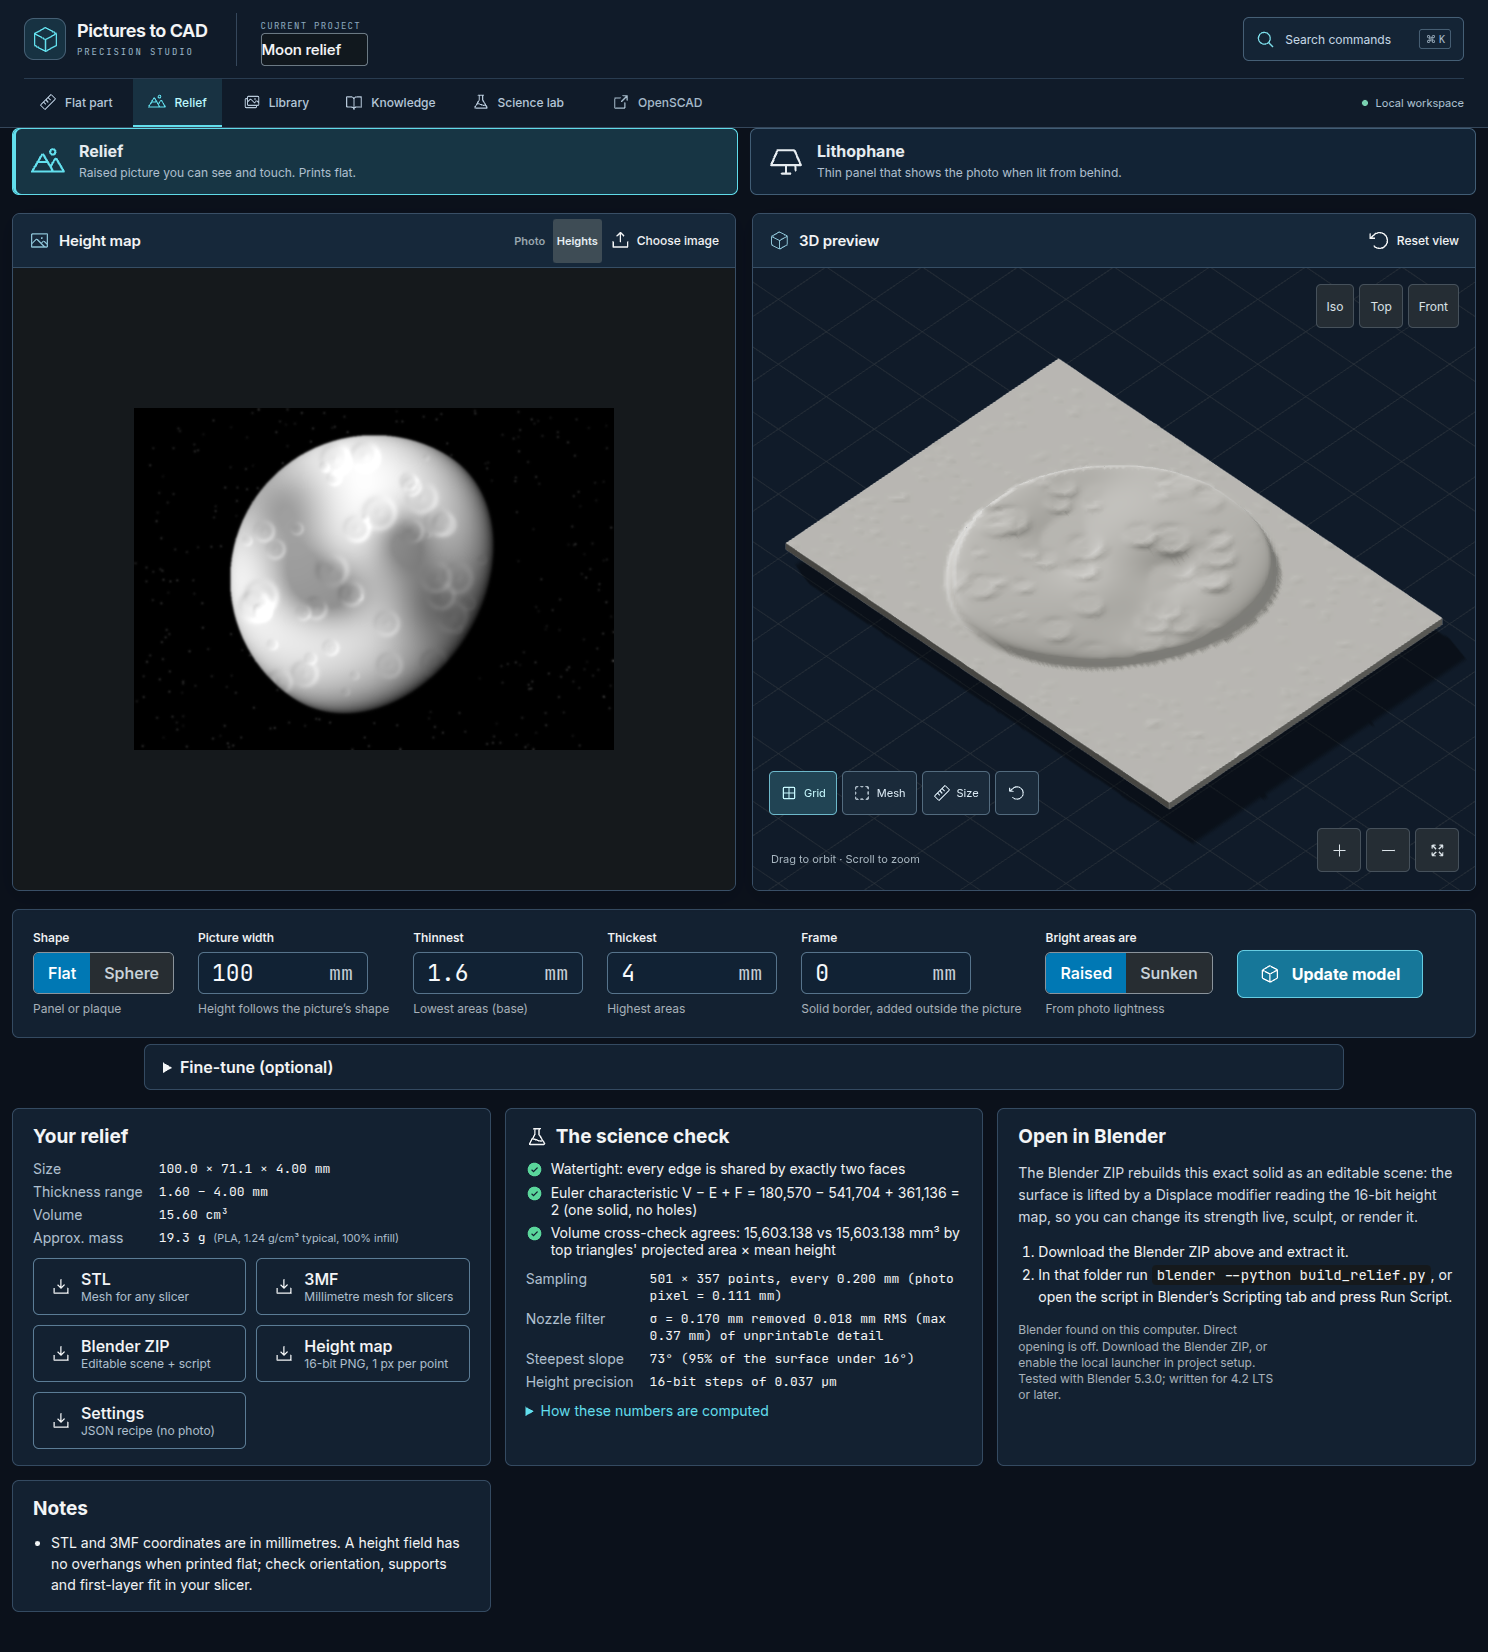 Pictures to CAD
PRECISION STUDIO
CURRENT PROJECT
Moon relief
Search commands
⌘ K
Flat part
Relief
Library
Knowledge
Science lab
OpenSCAD
Local workspace
Relief
Raised picture you can see and touch. Prints flat.
Lithophane
Thin panel that shows the photo when lit from behind.
Height map
Photo
Heights
Choose image
3D preview
Reset view
Iso
Top
Front
Grid
Mesh
Size
Drag to orbit · Scroll to zoom
Shape
Flat
Sphere
Panel or plaque
Picture width
100 mm
Height follows the picture's shape
Thinnest
1.6 mm
Lowest areas (base)
Thickest
4 mm
Highest areas
Frame
0 mm
Solid border, added outside the picture
Bright areas are
Raised
Sunken
From photo lightness
Update model
Fine-tune (optional)
Your relief
Size 100.0 × 71.1 × 4.00 mm
Thickness range 1.60 – 4.00 mm
Volume 15.60 cm³
Approx. mass 19.3 g (PLA, 1.24 g/cm³ typical, 100% infill)
STL
Mesh for any slicer
3MF
Millimetre mesh for slicers
Blender ZIP
Editable scene + script
Height map
16-bit PNG, 1 px per point
Settings
JSON recipe (no photo)
The science check
Watertight: every edge is shared by exactly two faces
Euler characteristic V − E + F = 180,570 − 541,704 + 361,136 =
2 (one solid, no holes)
Volume cross-check agrees: 15,603.138 vs 15,603.138 mm³ by
top triangles' projected area × mean height
Sampling 501 × 357 points, every 0.200 mm (photo
pixel = 0.111 mm)
Nozzle filter σ = 0.170 mm removed 0.018 mm RMS (max
0.37 mm) of unprintable detail
Steepest slope 73° (95% of the surface under 16°)
Height precision 16-bit steps of 0.037 µm
How these numbers are computed
Open in Blender
The Blender ZIP rebuilds this exact solid as an editable scene: the
surface is lifted by a Displace modifier reading the 16-bit height
map, so you can change its strength live, sculpt, or render it.
1. Download the Blender ZIP above and extract it.
2. In that folder run blender --python build_relief.py, or
open the script in Blender's Scripting tab and press Run Script.
Blender found on this computer. Direct
opening is off. Download the Blender ZIP, or
enable the local launcher in project setup.
Tested with Blender 5.3.0; written for 4.2 LTS
or later.
Notes
• STL and 3MF coordinates are in millimetres. A height field has
no overhangs when printed flat; check orientation, supports
and first-layer fit in your slicer.